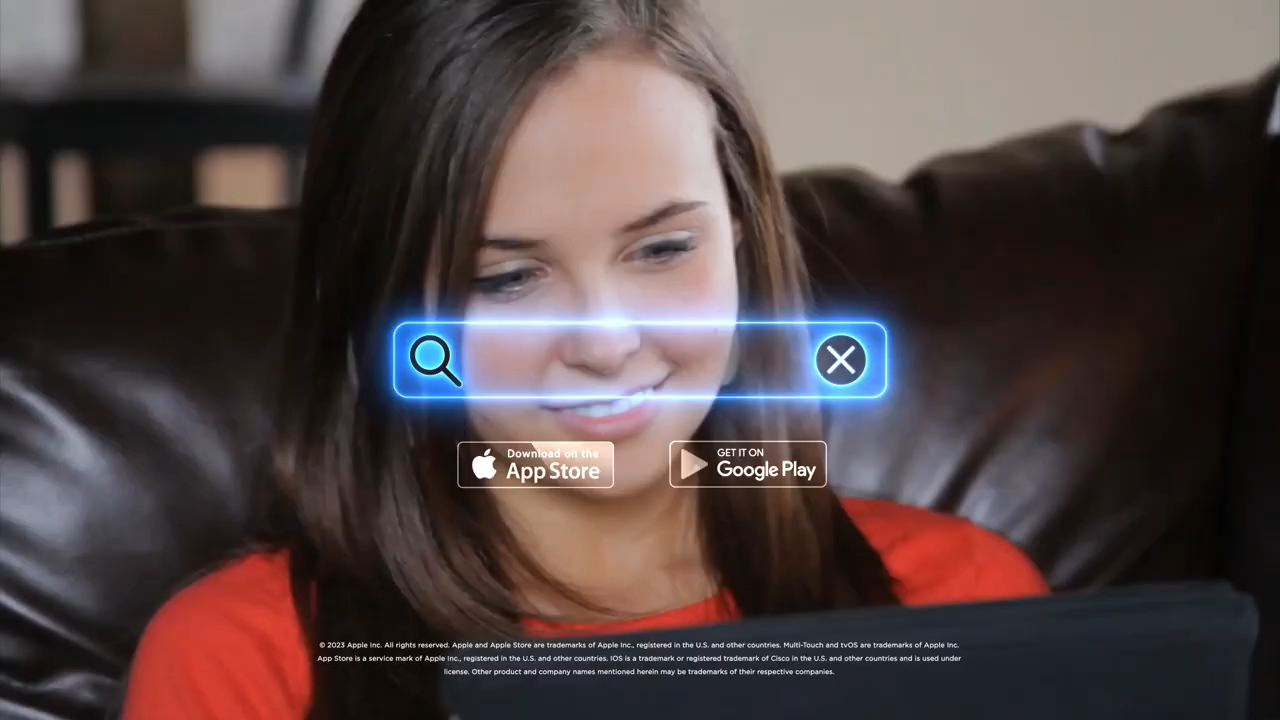 Download on the
App Store
GET IT ON
Google Play
© 2023 Apple Inc. All rights reserved. Apple and Apple Store are trademarks of Apple Inc., registered in the U.S. and other countries. Multi-Touch and tvOS are trademarks of Apple Inc.
App Store is a service mark of Apple Inc., registered in the U.S. and other countries. IOS is a trademark or registered trademark of Cisco in the U.S. and other countries and is used under
license. Other product and company names mentioned herein may be trademarks of their respective companies.